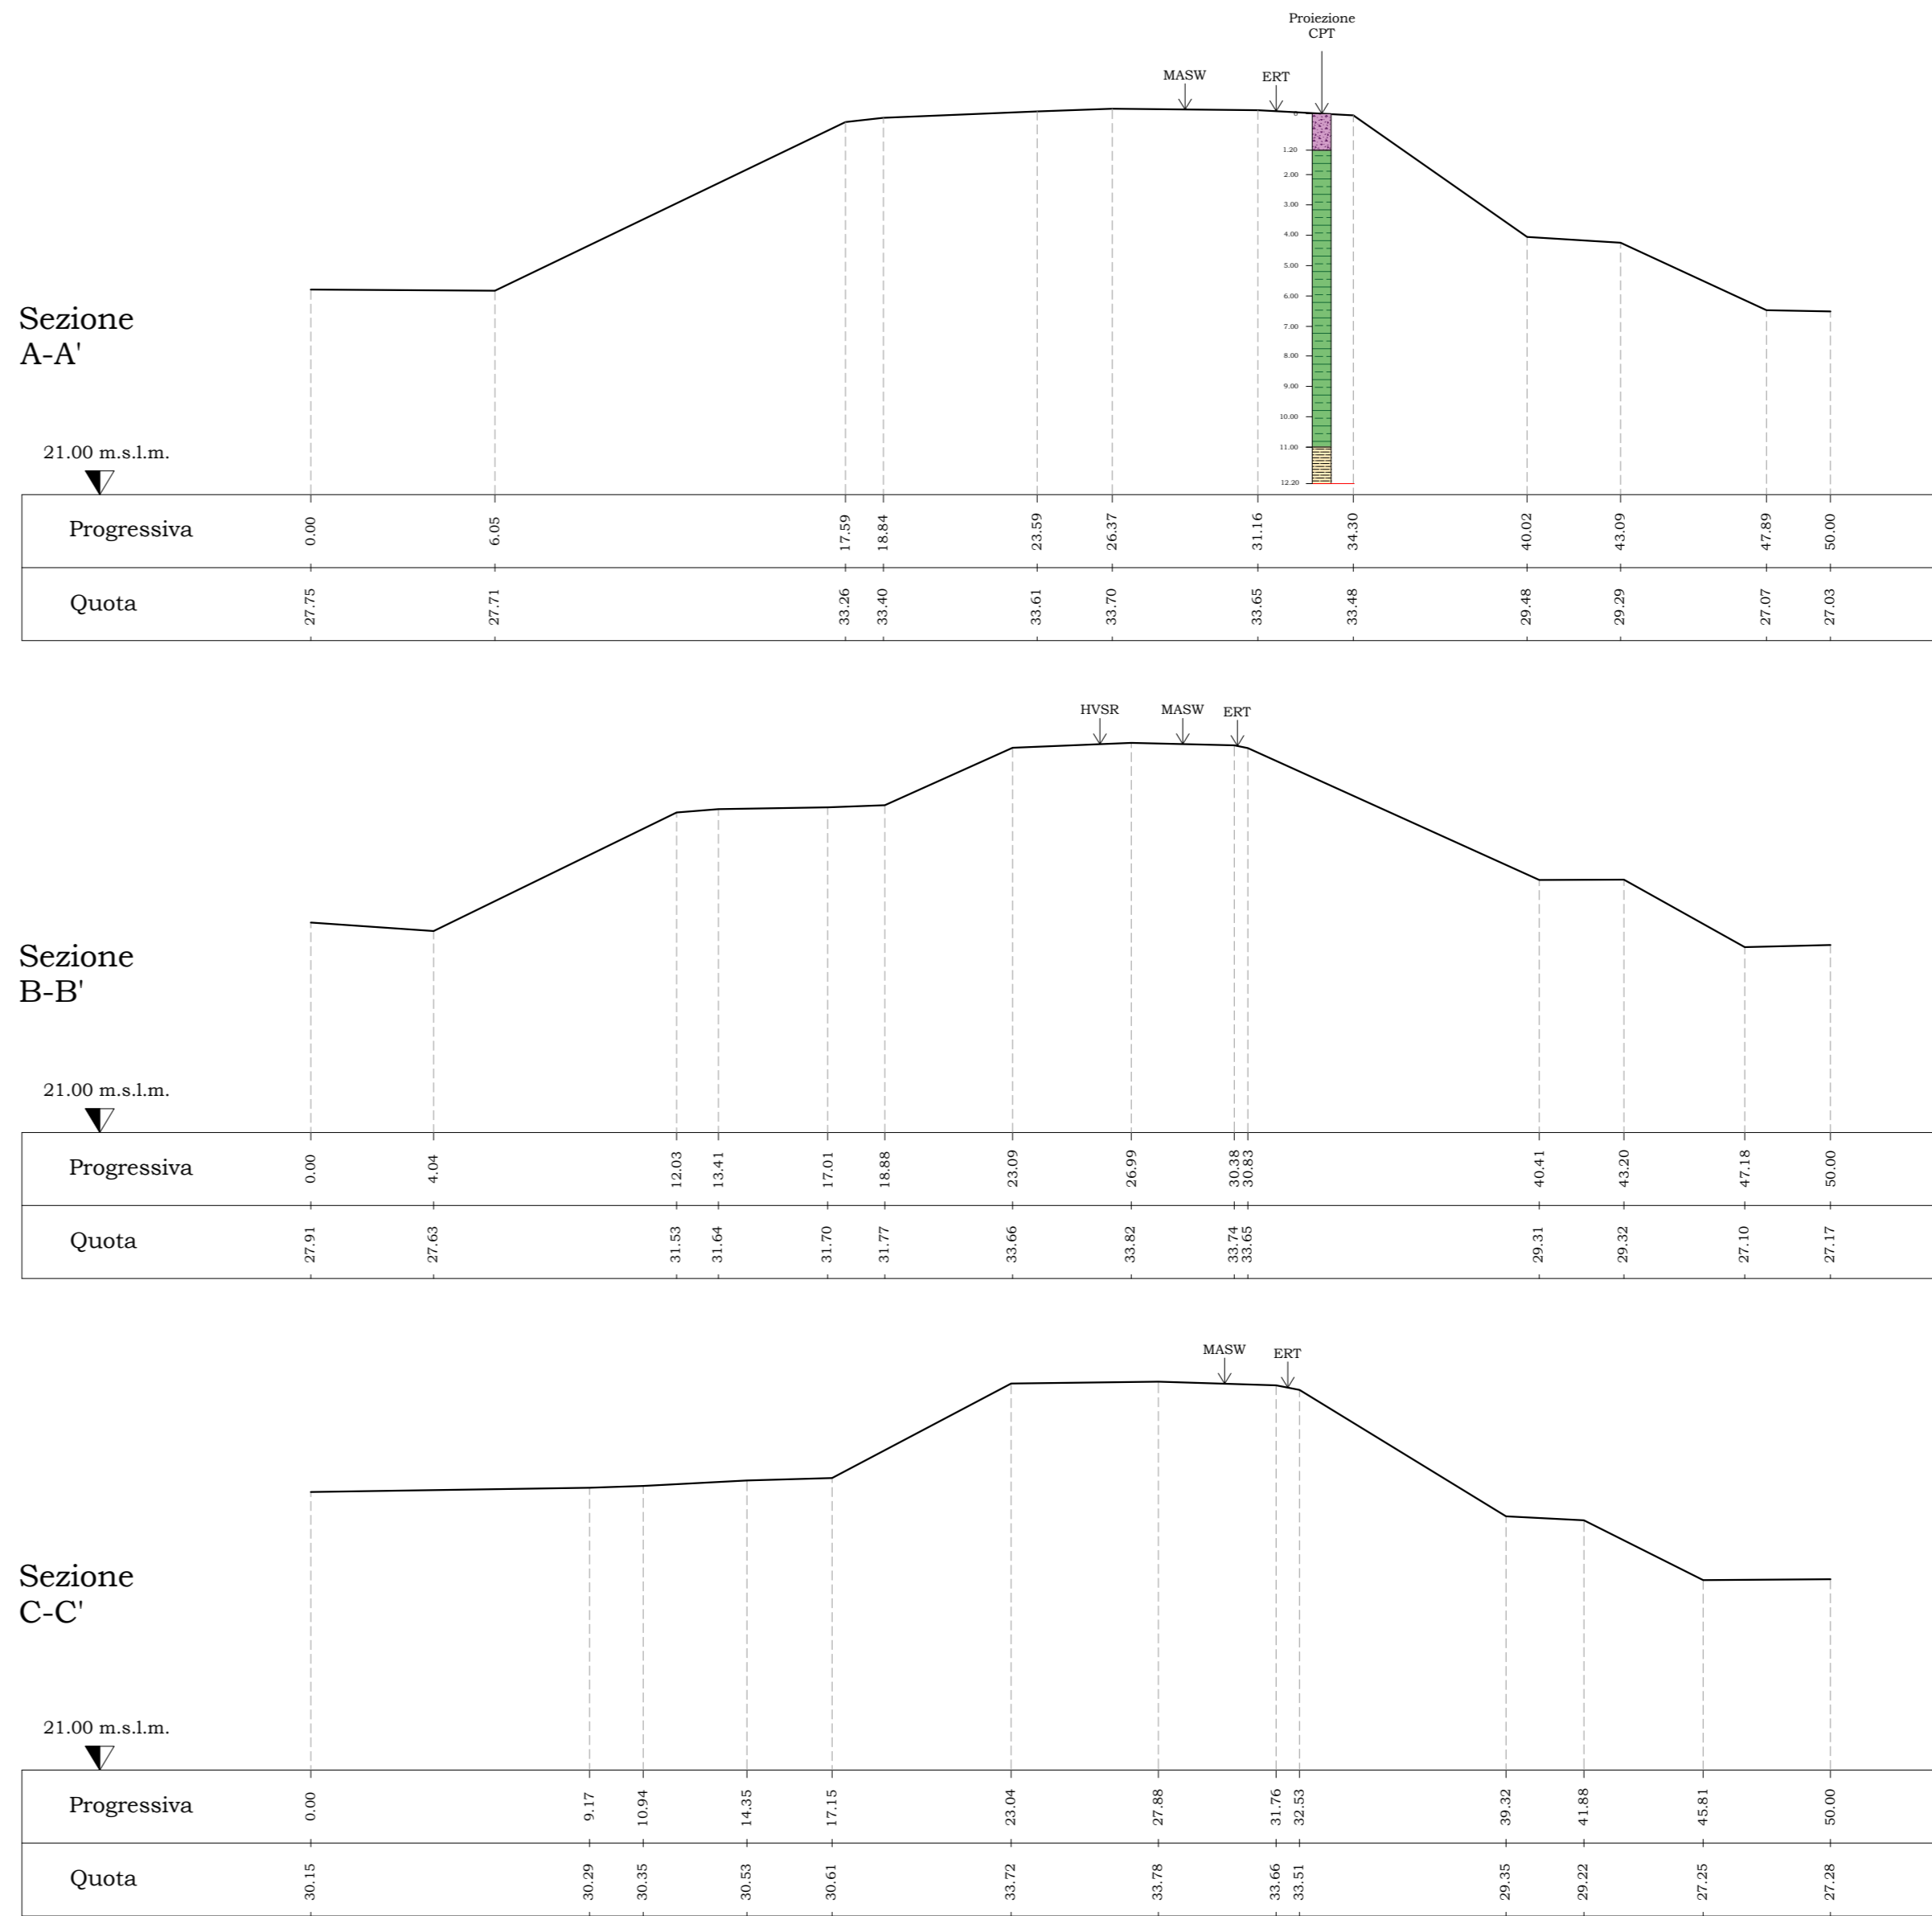 Proiezione
CPT
MASW
ERT
0
1.20
2.00
3.00
4.00
5.00
6.00
7.00
8.00
9.00
10.00
11.00
12.20
Sezione
A-A'
21.00 m.s.l.m.
Progressiva 0.00 6.05 17.59 18.84 23.59 26.37 31.16 34.30 40.02 43.09 47.89 50.00
Quota 27.75 27.71 33.26 33.40 33.61 33.70 33.65 33.48 29.48 29.29 27.07 27.03
HVSR MASW ERT
Sezione
B-B'
21.00 m.s.l.m.
Progressiva 0.00 4.04 12.03 13.41 17.01 18.88 23.09 26.99 30.38 30.83 40.41 43.20 47.18 50.00
Quota 27.91 27.63 31.53 31.64 31.70 31.77 33.66 33.82 33.74 33.65 29.31 29.32 27.10 27.17
MASW ERT
Sezione
C-C'
21.00 m.s.l.m.
Progressiva 0.00 9.17 10.94 14.35 17.15 23.04 27.88 31.76 32.53 39.32 41.88 45.81 50.00
Quota 30.15 30.29 30.35 30.53 30.61 33.72 33.78 33.66 33.51 29.35 29.22 27.25 27.28